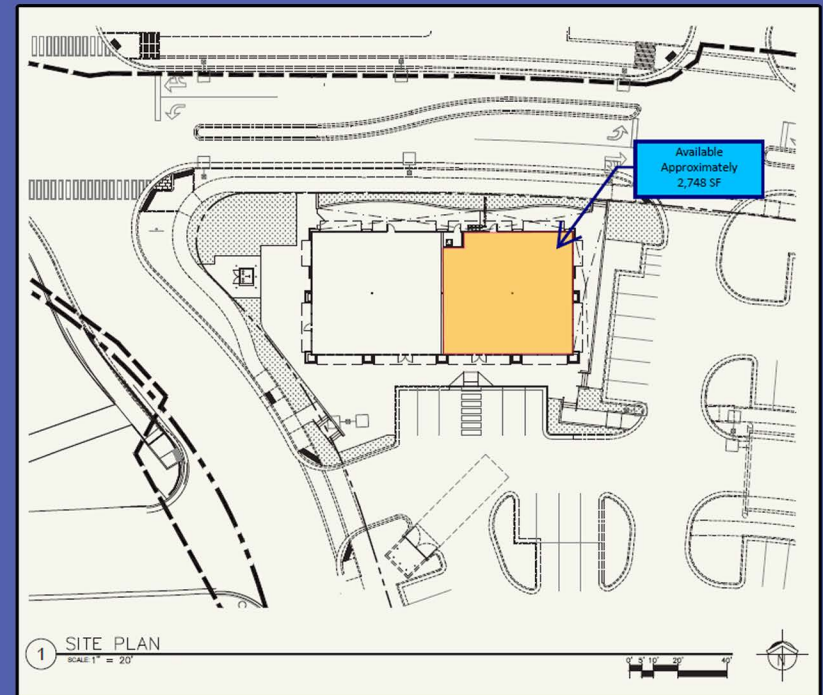 Available
Approximately
2,748 SF
1
SITE PLAN
SCALE: 1" = 20'
0' 5' 10' 20' 40'
N